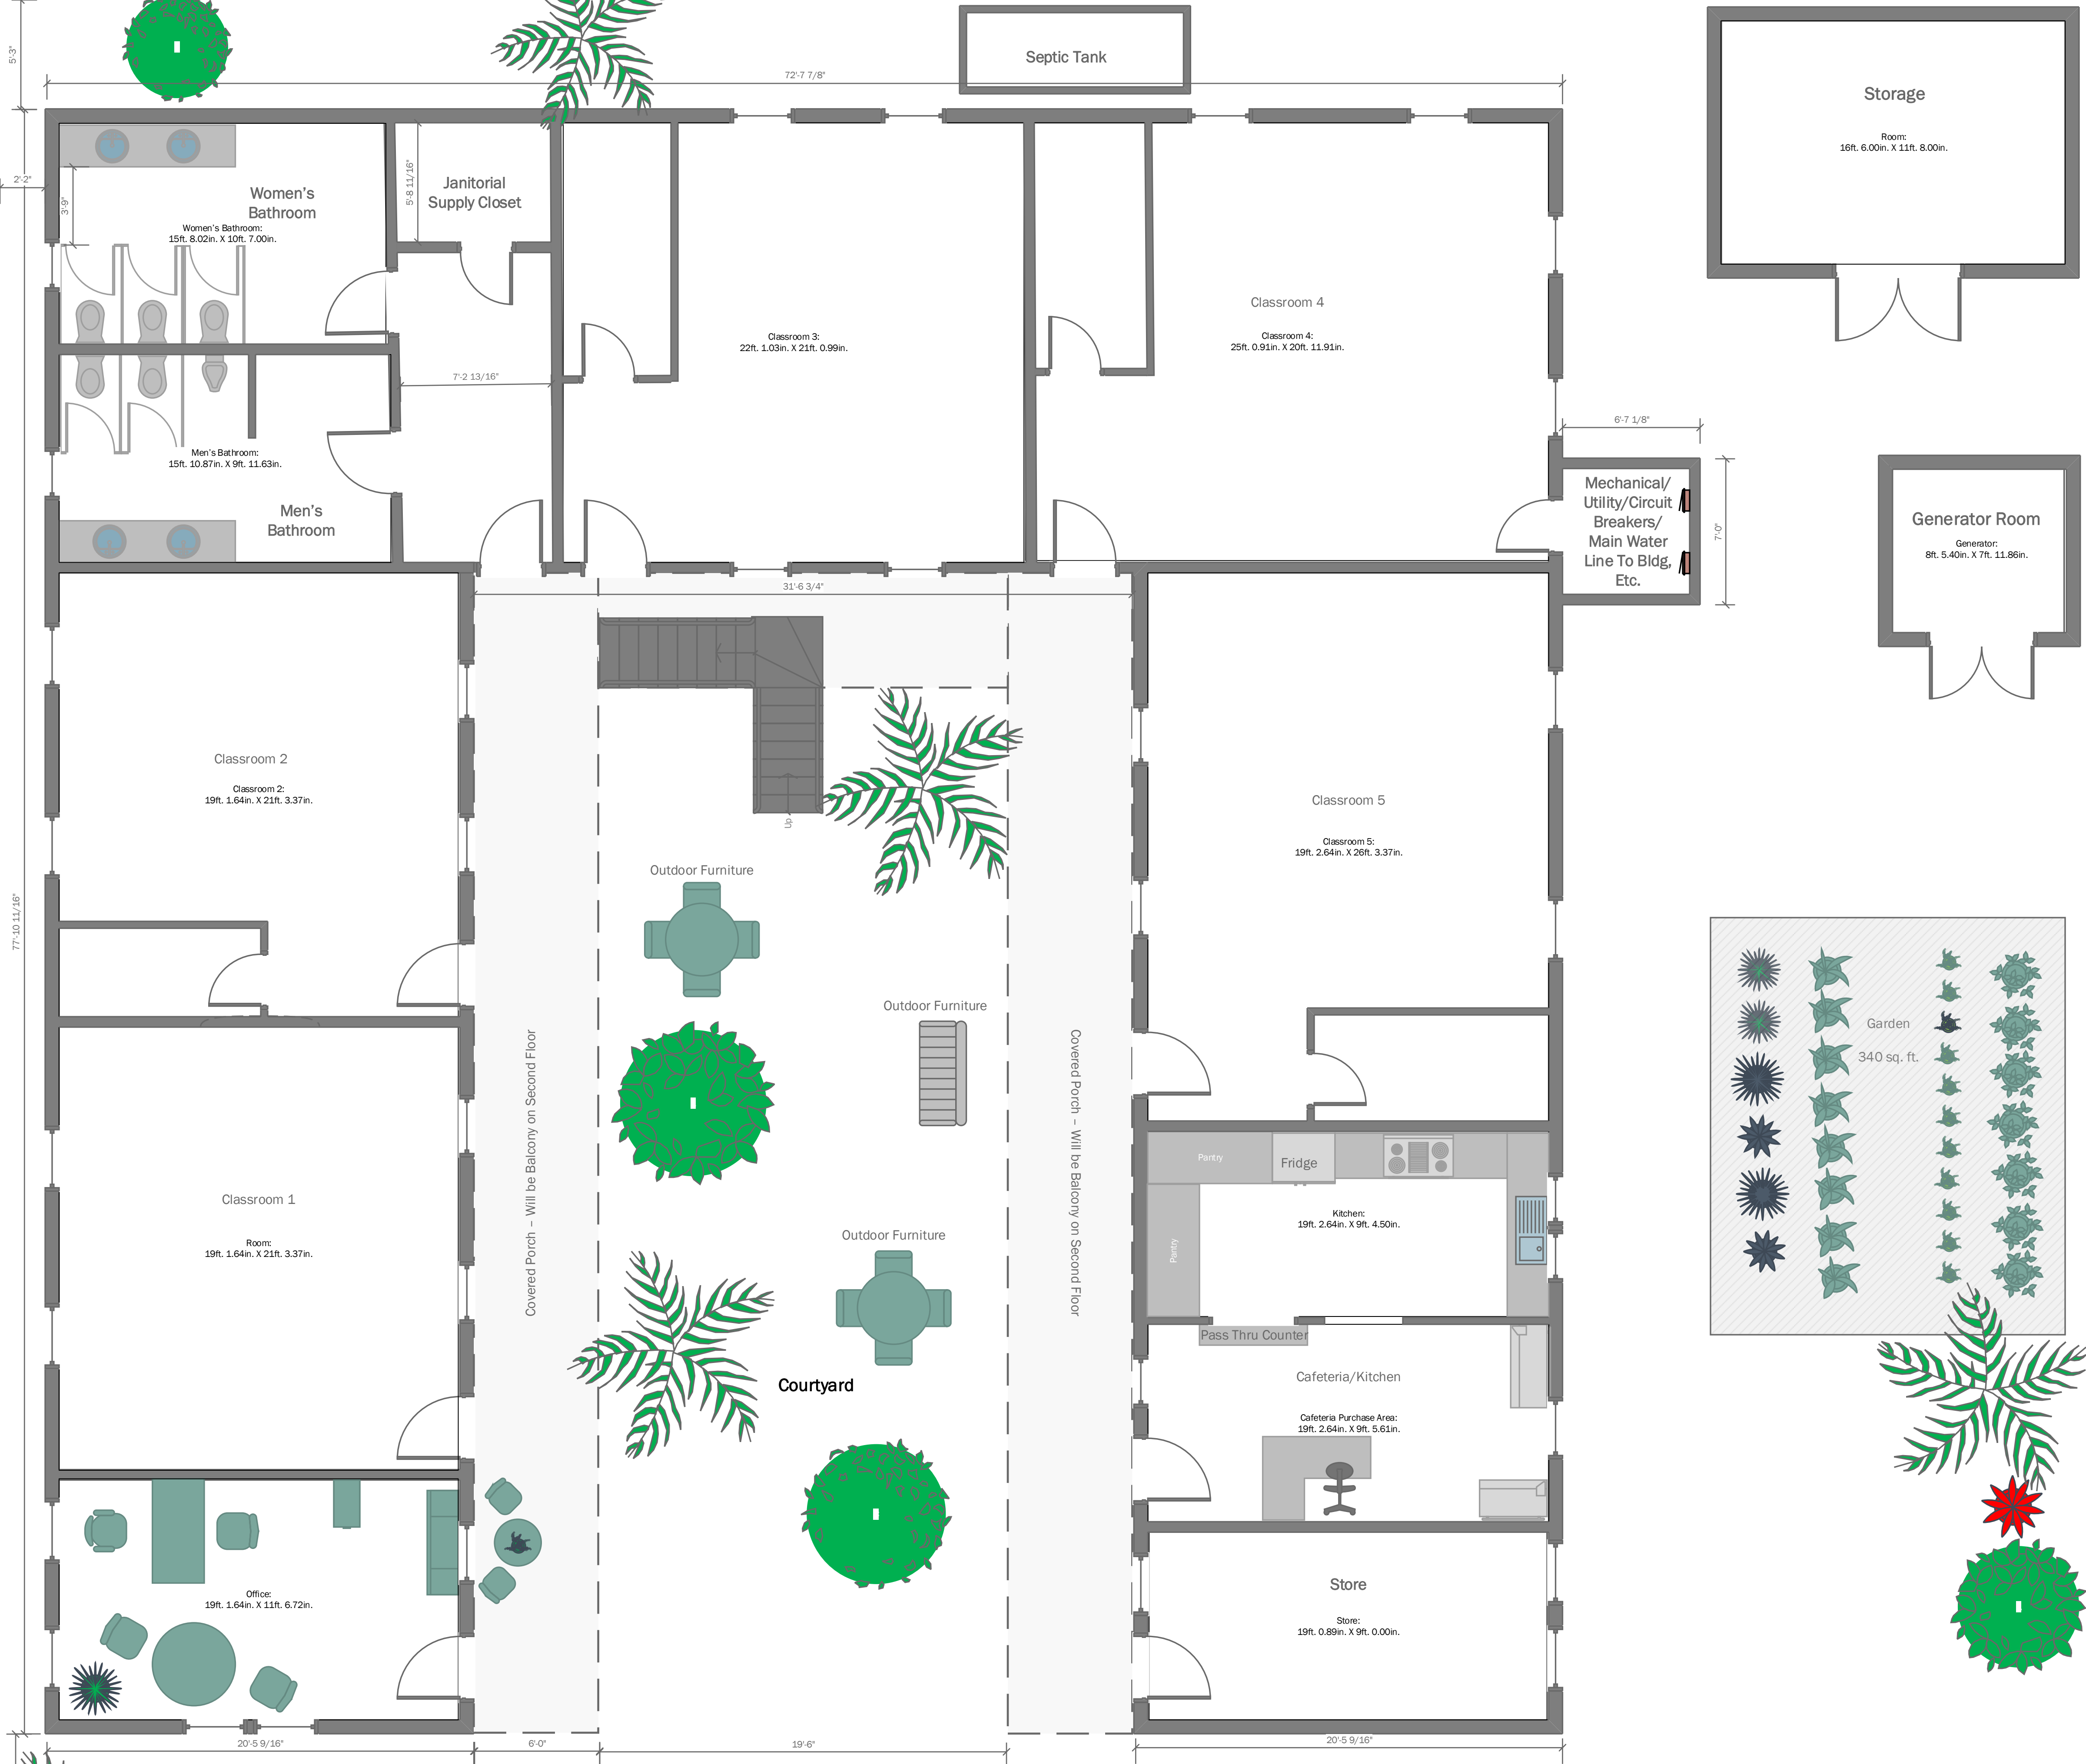 5'-3"
72'-7 7/8"
Septic Tank
Storage
Room:
16ft. 6.00in. X 11ft. 8.00in.
2'-2"
3'-9"
Women's
Bathroom
Women's Bathroom:
15ft. 8.02in. X 10ft. 7.00in.
5'-8 11/16"
Janitorial
Supply Closet
Classroom 3:
22ft. 1.03in. X 21ft. 0.99in.
Classroom 4
Classroom 4:
25ft. 0.91in. X 20ft. 11.91in.
7'-2 13/16"
6'-7 1/8"
Men's Bathroom:
15ft. 10.87in. X 9ft. 11.63in.
Men's
Bathroom
Mechanical/
Utility/Circuit
Breakers/
Main Water
Line To Bldg,
Etc.
7'-0"
Generator Room
Generator:
8ft. 5.40in. X 7ft. 11.86in.
31'-6 3/4"
Classroom 2
Classroom 2:
19ft. 1.64in. X 21ft. 3.37in.
Up
Classroom 5
Classroom 5:
19ft. 2.64in. X 26ft. 3.37in.
77'-10 11/16"
Outdoor Furniture
Outdoor Furniture
Garden
340 sq. ft.
Covered Porch – Will be Balcony on Second Floor
Covered Porch – Will be Balcony on Second Floor
Classroom 1
Room:
19ft. 1.64in. X 21ft. 3.37in.
Pantry
Fridge
Pantry
Kitchen:
19ft. 2.64in. X 9ft. 4.50in.
Outdoor Furniture
Pass Thru Counter
Courtyard
Cafeteria/Kitchen
Cafeteria Purchase Area:
19ft. 2.64in. X 9ft. 5.61in.
Office:
19ft. 1.64in. X 11ft. 6.72in.
Store
Store:
19ft. 0.89in. X 9ft. 0.00in.
20'-5 9/16"
6'-0"
19'-6"
20'-5 9/16"